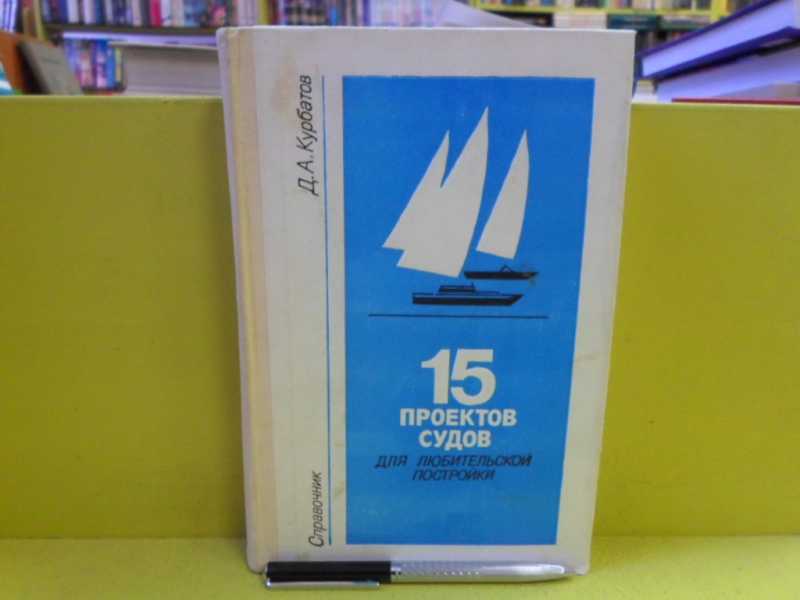 Д.А.Курбатов
Справочник
15
ПРОЕКТОВ
СУДОВ
ДЛЯ ЛЮБИТЕЛЬСКОЙ
ПОСТРОЙКИ